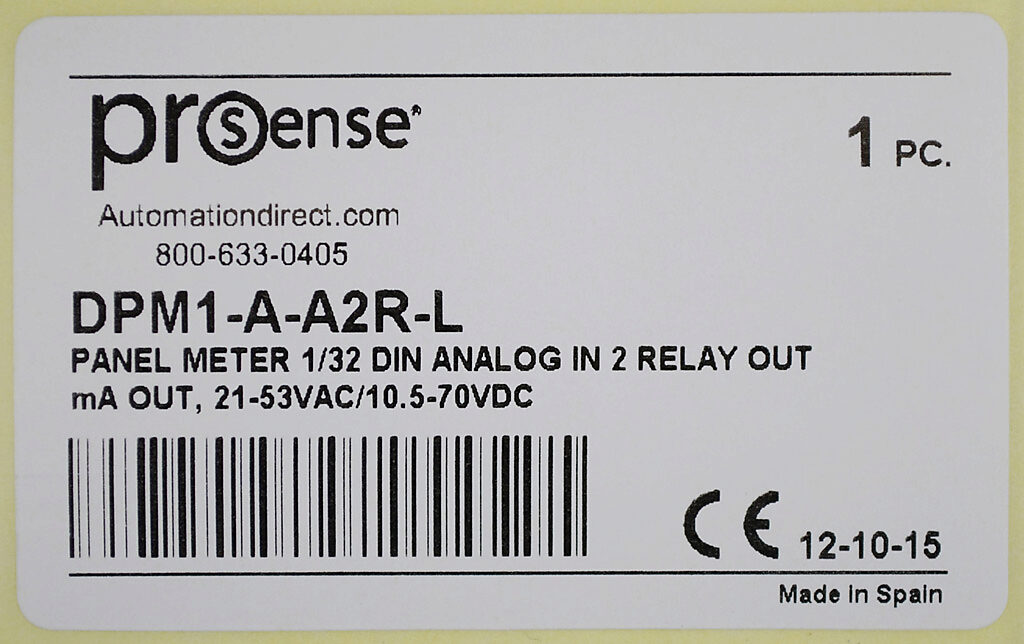 prosense®
1 PC.
Automationdirect.com
800-633-0405
DPM1-A-A2R-L
PANEL METER 1/32 DIN ANALOG IN 2 RELAY OUT
mA OUT, 21-53VAC/10.5-70VDC
CE 12-10-15
Made in Spain